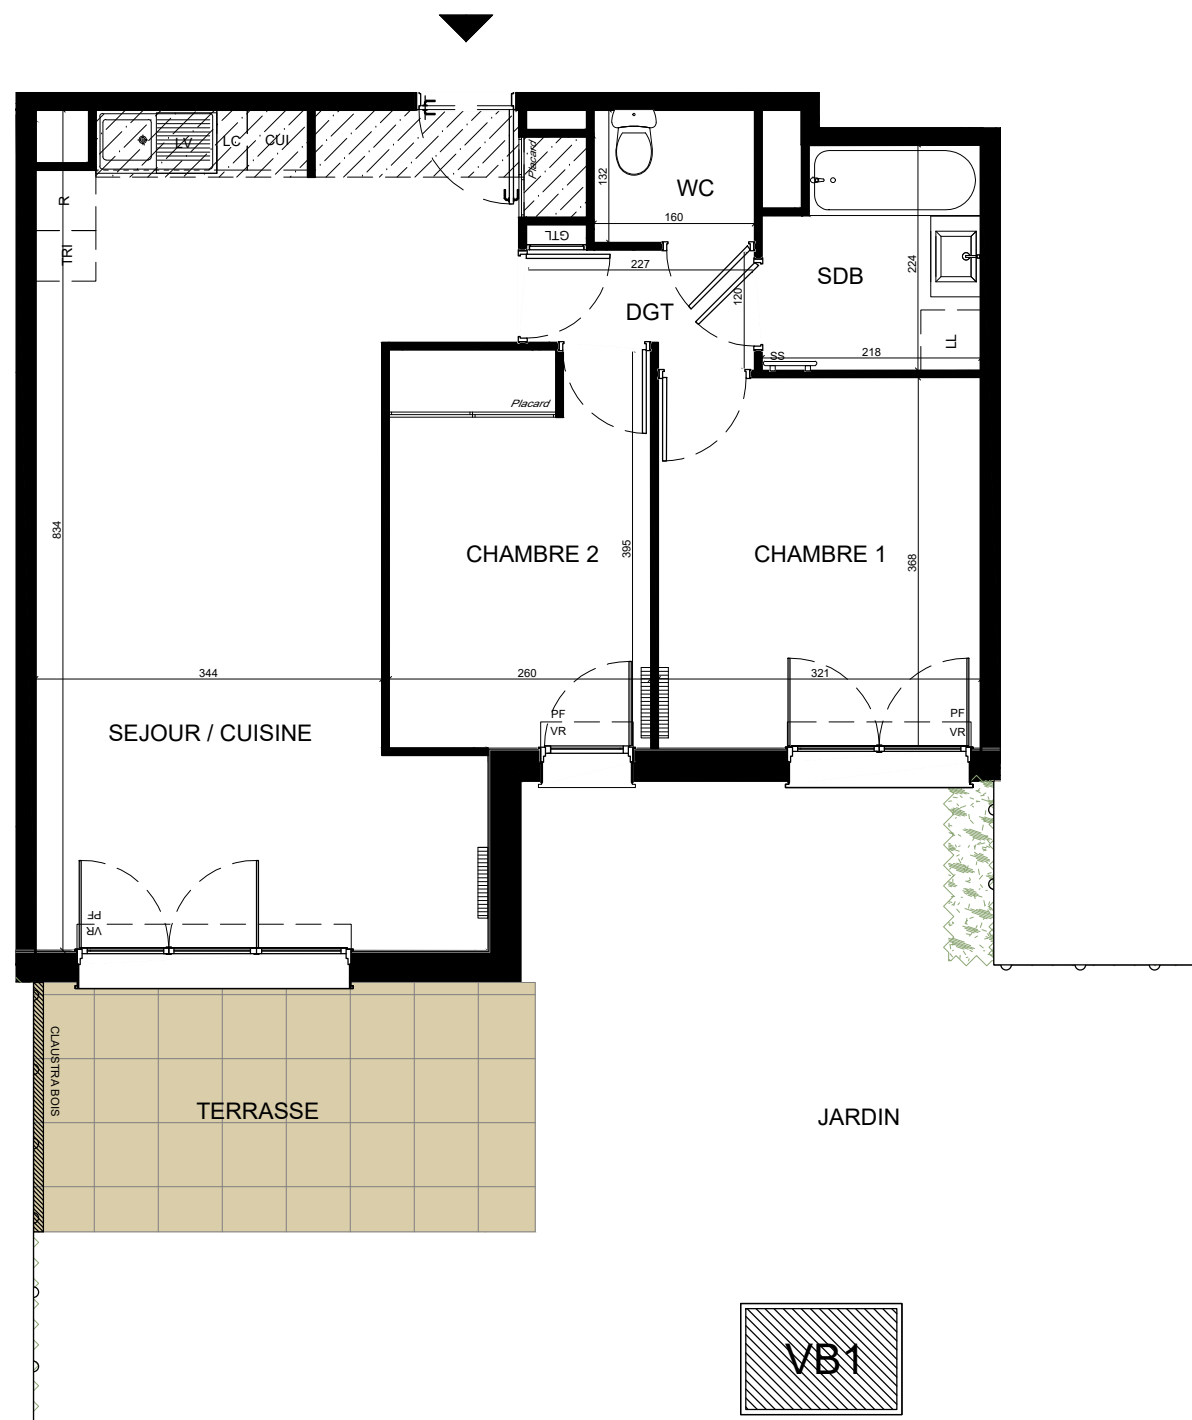 LV
LC
CUI
Placard
132
WC
160
R
TRI
GTL
227
DGT
120
SDB
224
LL
SS
218
Placard
834
CHAMBRE 2
395
CHAMBRE 1
368
344
260
321
PF
VR
PF
VR
SEJOUR / CUISINE
PF
VR
CLAUSTRA BOIS
TERRASSE
JARDIN
VB1